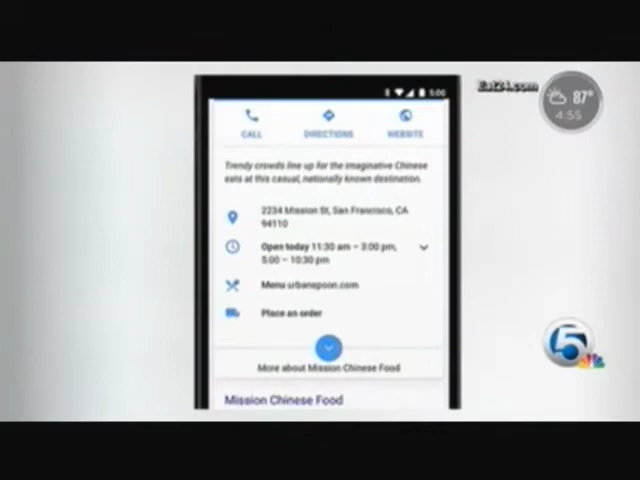 Eat24.com
87°
4:55
5:00
CALL DIRECTIONS WEBSITE
Trendy crowds line up for the imaginative Chinese
eats at this casual, nationally known destination.
2234 Mission St, San Francisco, CA
94110
Open today 11:30 am – 3:00 pm,
5:00 – 10:30 pm
Menu urbanspoon.com
Place an order
More about Mission Chinese Food
Mission Chinese Food
5